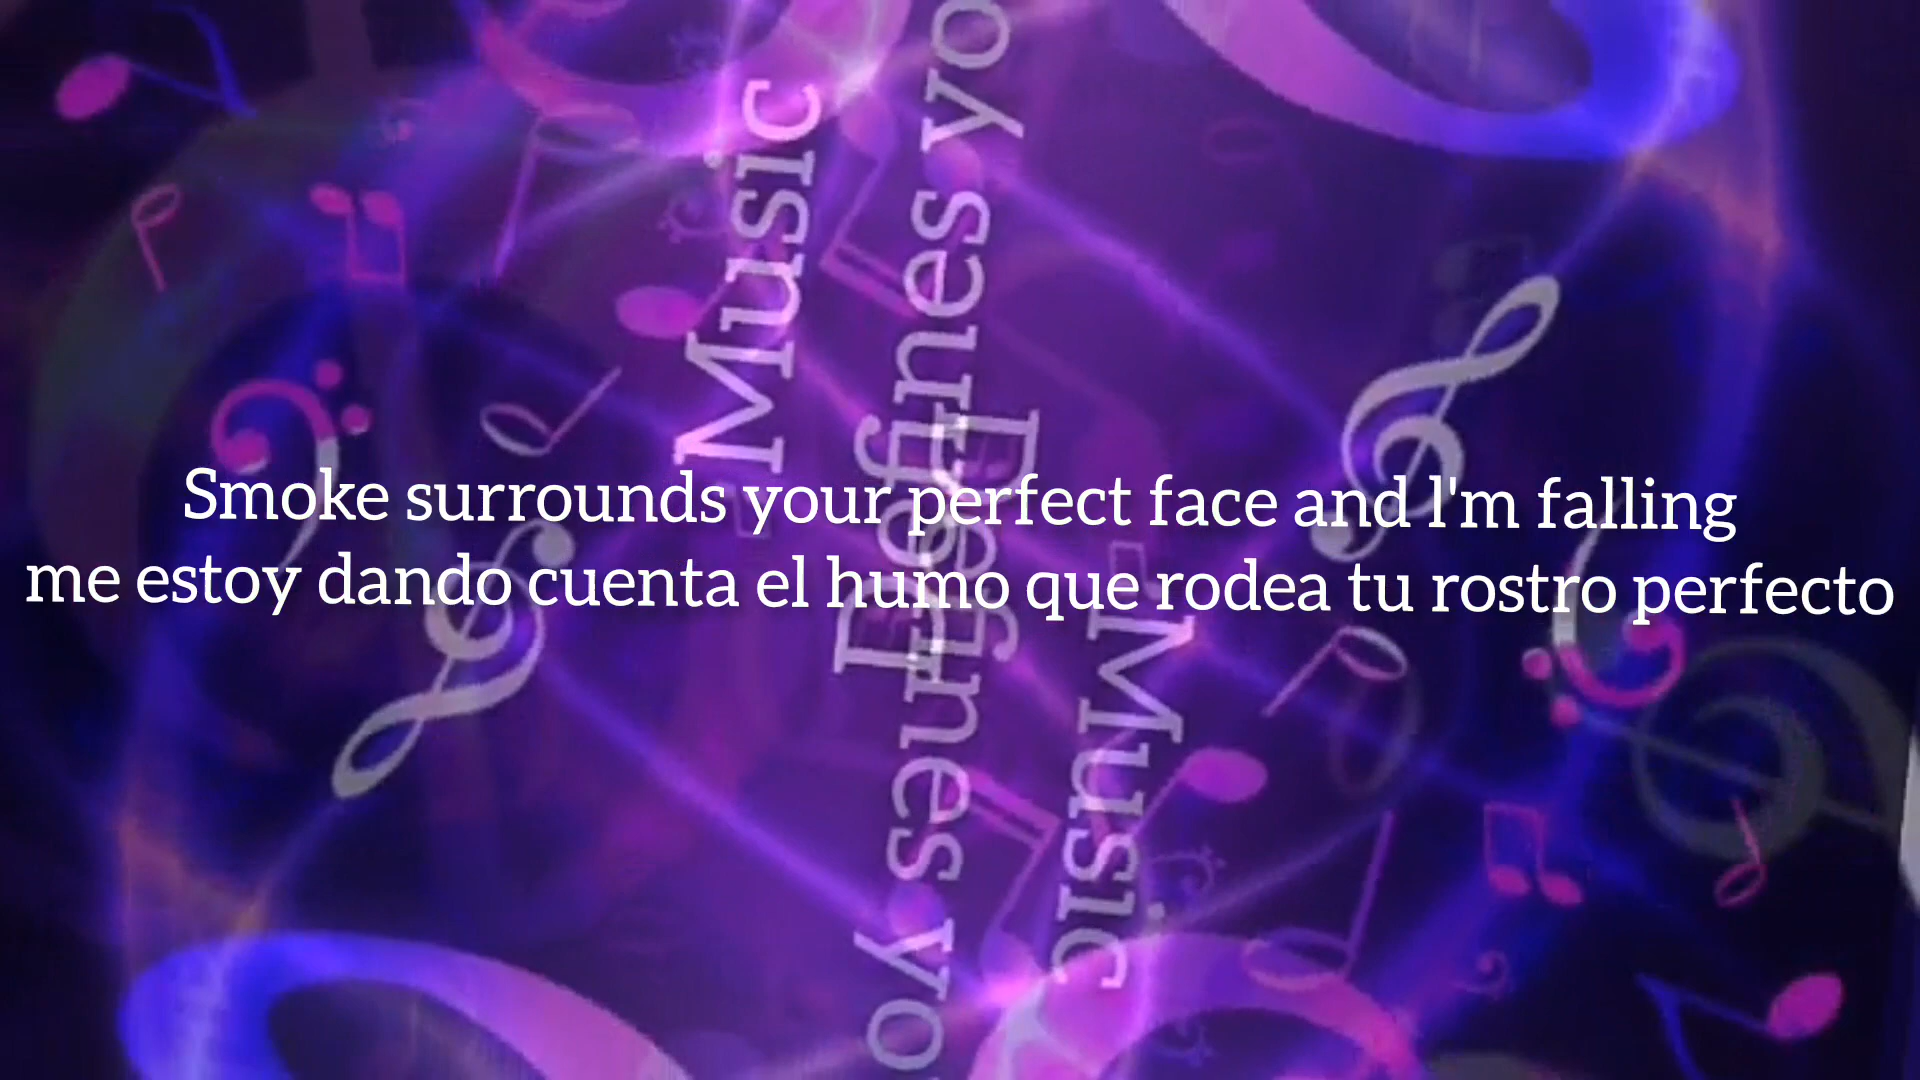 Smoke surrounds your perfect face and I'm falling
me estoy dando cuenta el humo que rodea tu rostro perfecto
Music
Defines yo
Defines yo
Music